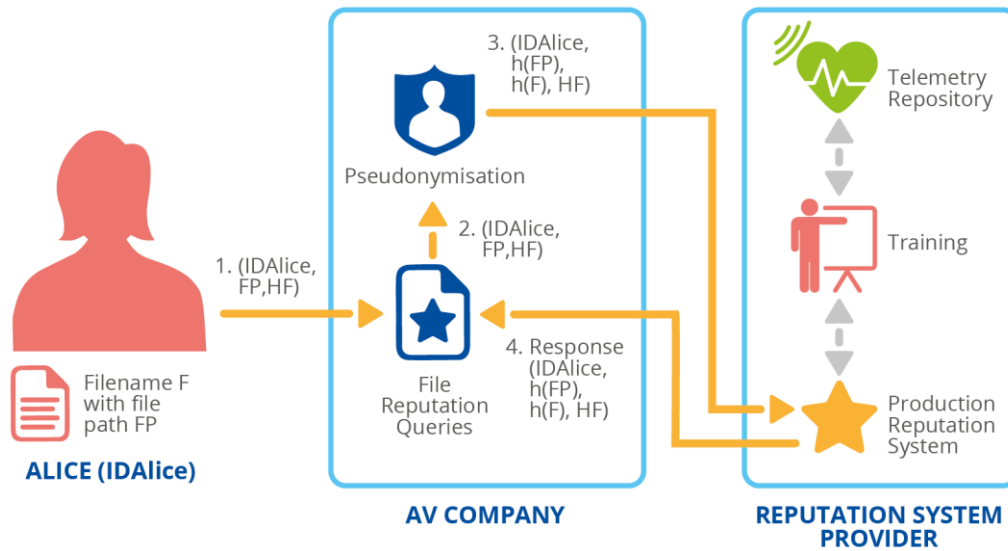 3. (IDAlice,
h(FP),
h(F), HF)
Telemetry
Repository
Pseudonymisation
2. (IDAlice,
FP,HF)
Training
1. (IDAlice,
FP,HF)
4. Response
(IDAlice,
h(FP),
h(F), HF)
File
Reputation
Queries
Filename F
with file
path FP
Production
Reputation
System
ALICE (IDAlice)
AV COMPANY
REPUTATION SYSTEM
PROVIDER